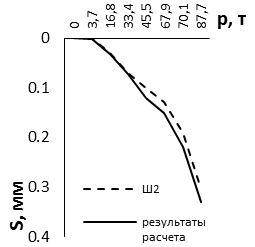 0 3,7 16,8 33,4 45,5 67,9 70,1 87,7 р, т
0
0.1
0.2
0.3
0.4
S, мм
Ш2
результаты
расчета